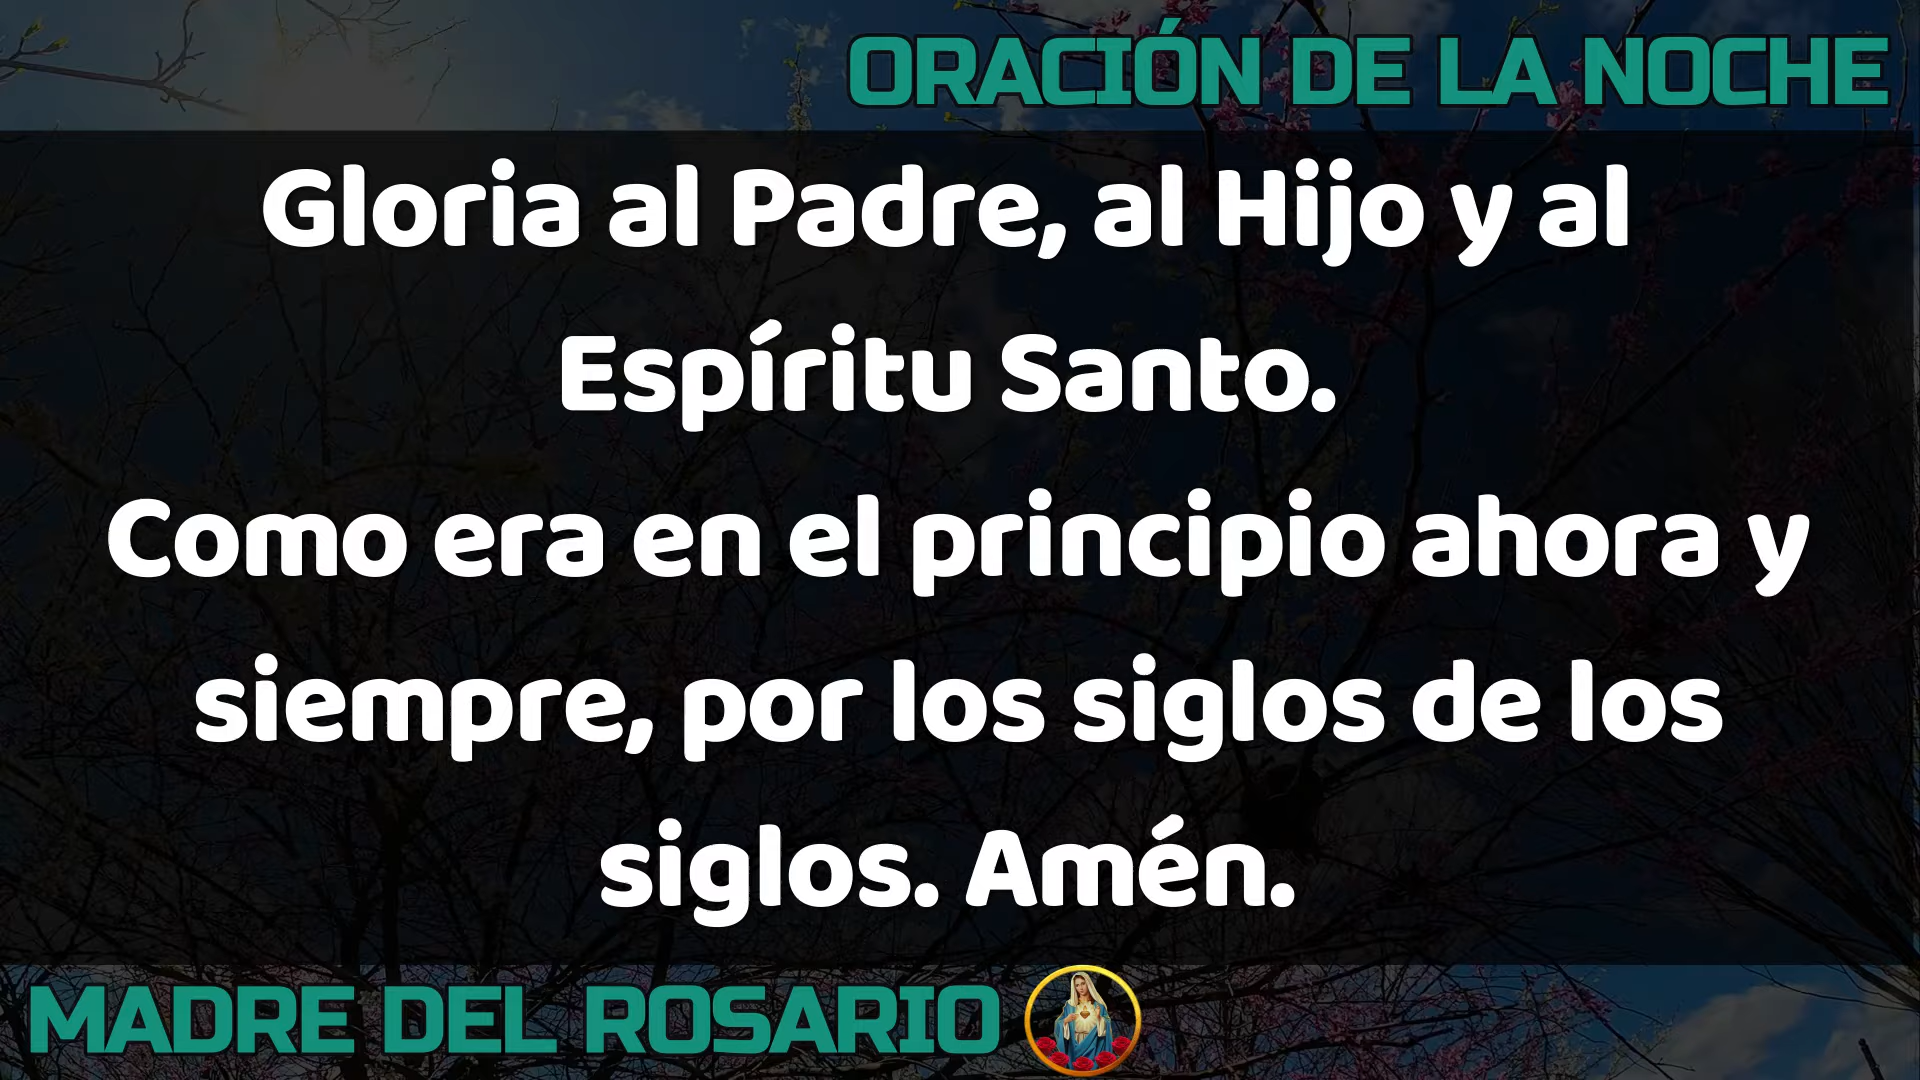 ORACIÓN DE LA NOCHE
Gloria al Padre, al Hijo y al
Espíritu Santo.
Como era en el principio ahora y
siempre, por los siglos de los
siglos. Amén.
MADRE DEL ROSARIO